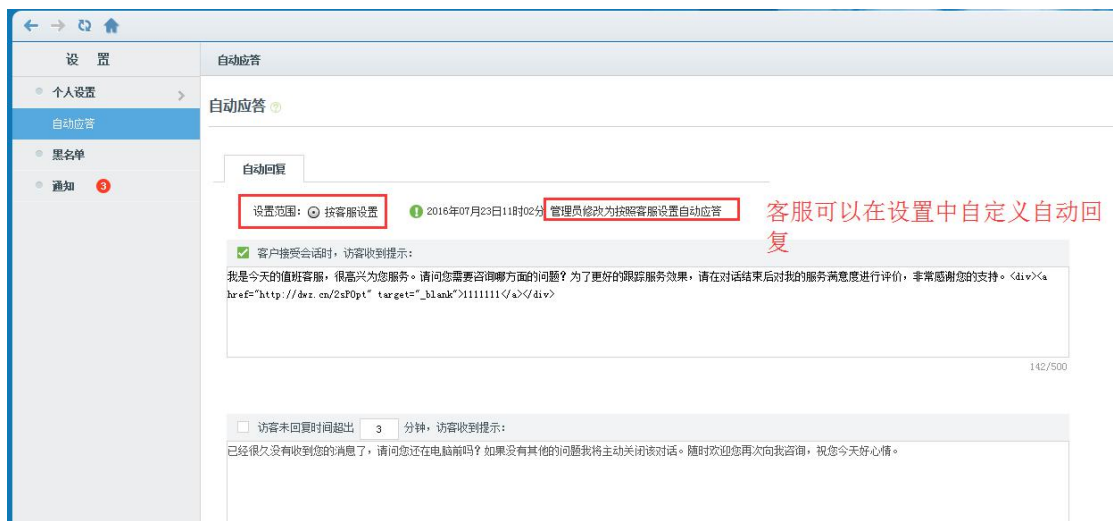 设 置
自动应答
个人设置
自动应答 ?
自动应答
黑名单
自动回复
通知 3
设置范围: 按客服设置 ! 2016年07月23日11时02分 管理员修改为按照客服设置自动应答
客服可以在设置中自定义自动回
复
客户接受会话时，访客收到提示:
我是今天的值班客服，很高兴为您服务。请问您需要咨询哪方面的问题？为了更好的跟踪服务效果，请在对话结束后对我的服务满意度进行评价，非常感谢您的支持。<div><a
href="http://dwz.cn/2sPOpt" target="_blank">1111111</a></div>
142/500
访客未回复时间超出 3 分钟，访客收到提示:
已经很久没有收到您的消息了，请问您还在电脑前吗？如果没有其他的问题我将主动关闭该对话。随时欢迎您再次向我咨询，祝您今天好心情。